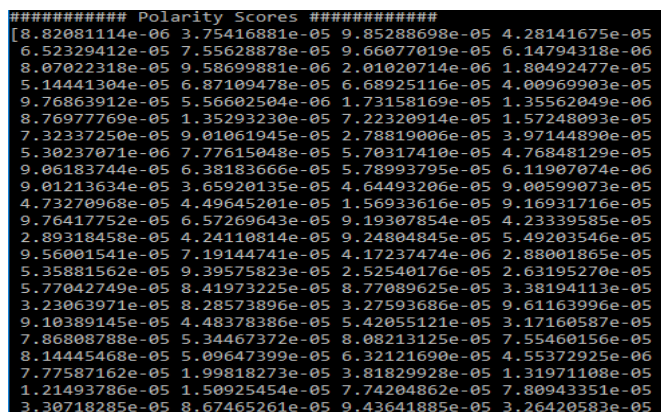 ########### Polarity Scores ############
[8.82081114e-06 3.75416881e-05 9.85288698e-05 4.28141675e-05
6.52329412e-05 7.55628878e-05 9.66077019e-05 6.14794318e-06
8.07022318e-05 9.58699881e-06 2.01020714e-06 1.80492477e-05
5.14441304e-05 6.87109478e-05 6.68925116e-05 4.00969903e-05
9.76863912e-05 5.56602504e-06 1.73158169e-05 1.35562049e-06
8.76977769e-05 1.35293230e-05 7.22320914e-05 1.57248093e-05
7.32337250e-05 9.01061945e-05 2.78819006e-05 3.97144890e-05
5.30237071e-06 7.77615048e-05 5.70317410e-05 4.76848129e-05
9.06183744e-05 6.38183666e-05 5.78993795e-05 6.11907074e-06
9.01213634e-05 3.65920135e-05 4.64493206e-05 9.00599073e-05
4.73270968e-05 4.49645201e-05 1.56933616e-05 9.16931716e-05
9.76417752e-05 6.57269643e-05 9.19307854e-05 4.23339585e-05
2.89318458e-05 4.24110814e-05 9.24804845e-05 5.49203546e-05
9.56001541e-05 7.19144741e-05 4.17237474e-06 2.88001865e-05
5.35881562e-05 9.39575823e-05 2.52540176e-05 2.63195270e-05
5.77042749e-05 8.41973225e-05 8.77089625e-05 3.38194113e-05
3.23063971e-05 8.28573896e-05 3.27593686e-05 9.61163996e-05
9.10389145e-05 4.48378386e-05 5.42055121e-05 3.17160587e-05
7.86808788e-05 5.34467372e-05 8.08213125e-05 7.55460156e-05
8.14445468e-05 5.09647399e-05 6.32121690e-05 4.55372925e-06
7.77587162e-05 1.99818273e-05 3.81829928e-05 1.31971108e-05
1.21493786e-05 1.50925454e-05 7.74204862e-05 7.80943351e-05
3.30718285e-05 8.67465261e-05 9.43641885e-05 3.26420583e-05